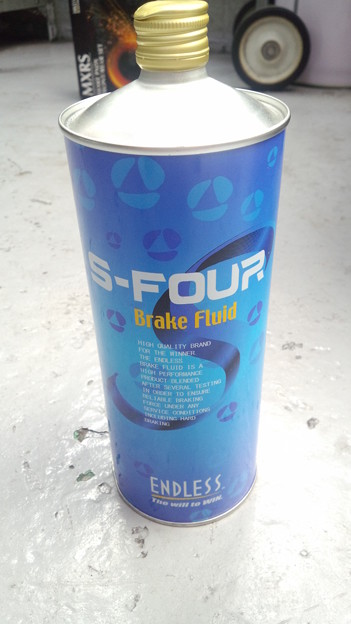 MXRS
S-FOUR
Brake Fluid
HIGH QUALITY BRAND
FOR THE WINNER
THE ENDLESS
BRAKE FLUID IS A
HIGH PERFORMANCE
PRODUCT BLENDED
AFTER SEVERAL TESTING
IN ORDER TO ENSURE
RELIABLE BRAKING
FORCE UNDER ANY
SERVICE CONDITIONS
INCLUDING HARD
BRAKING
ENDLESS
The will to WIN.